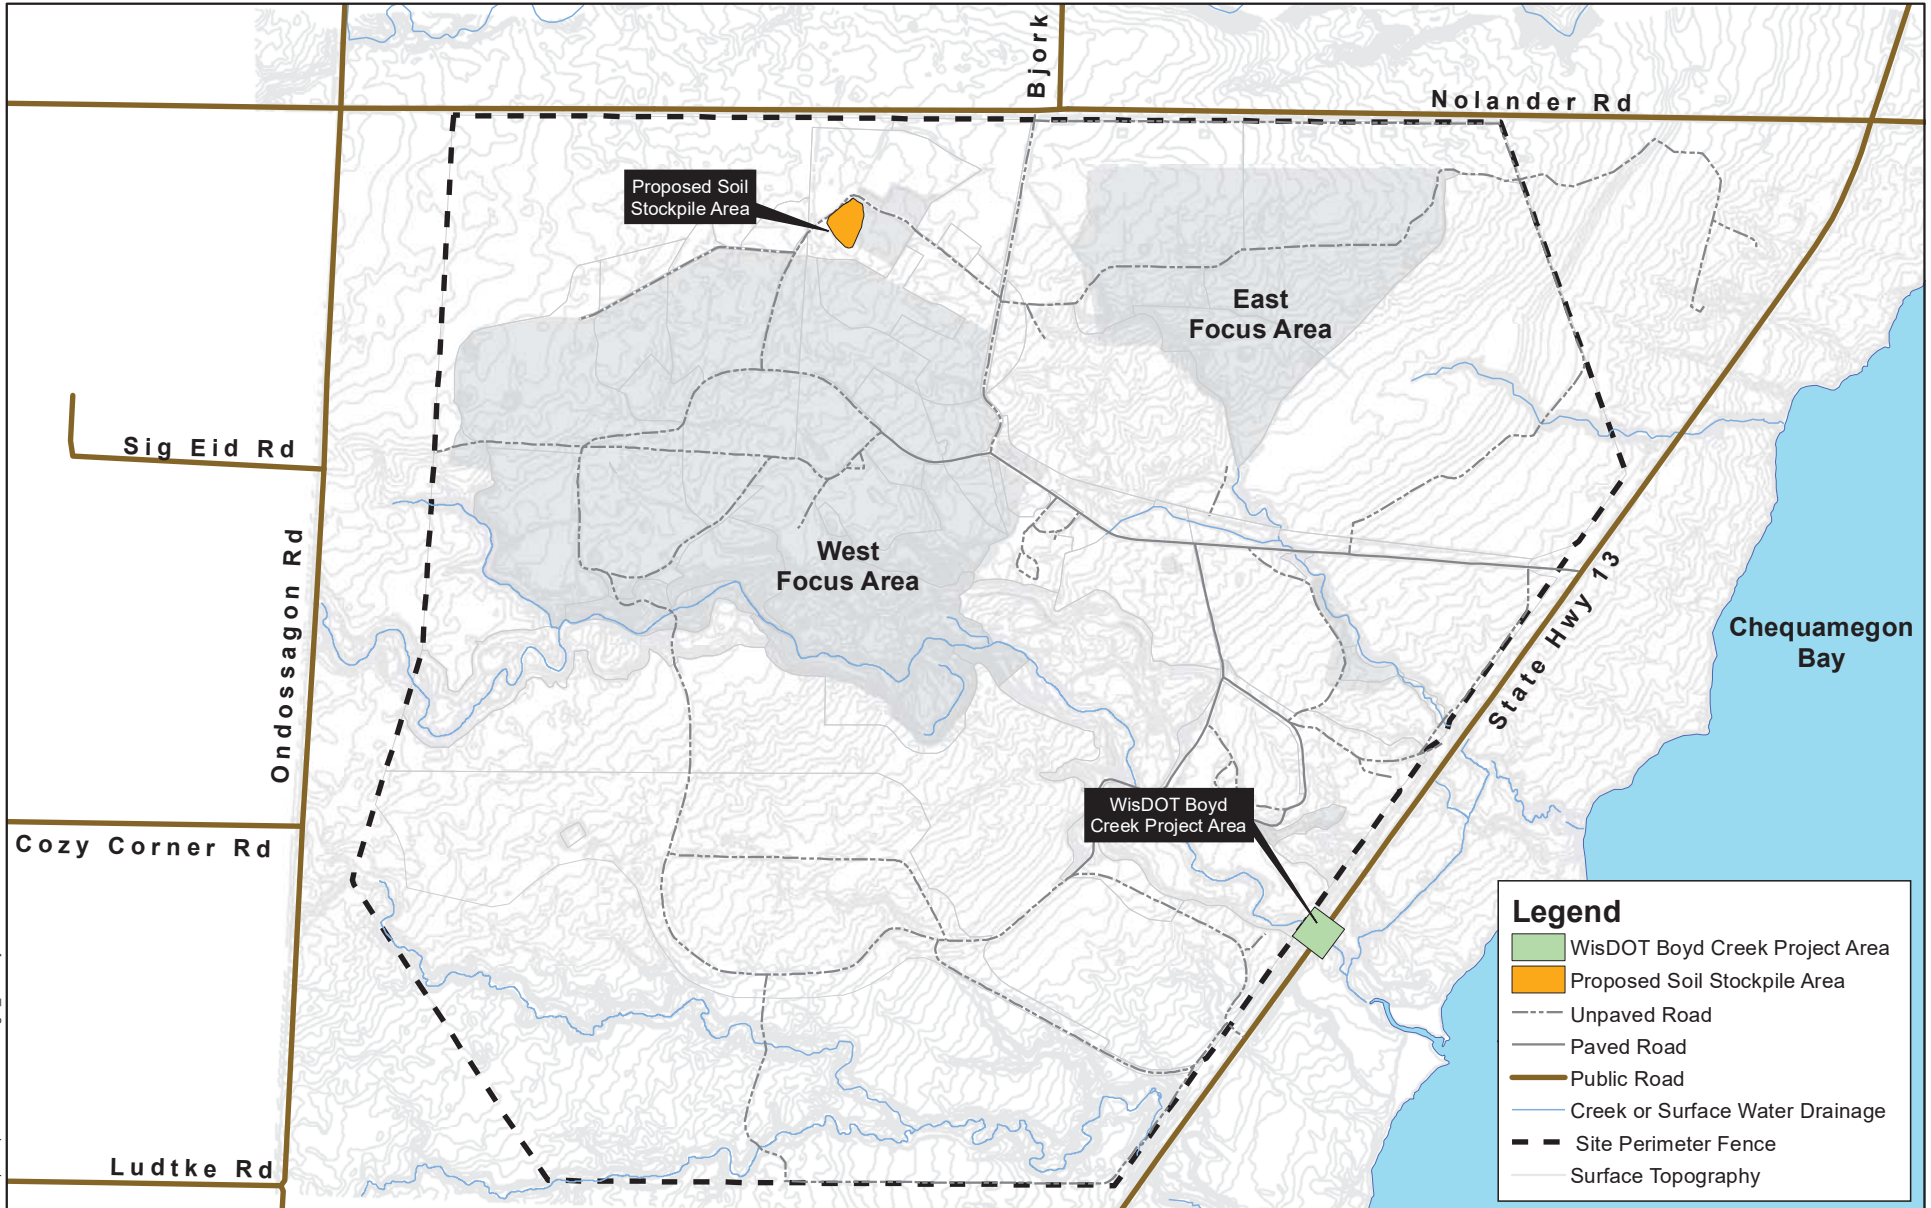 Bjork
Nolander Rd
Proposed Soil
Stockpile Area
East
Focus Area
Sig Eid Rd
West
Focus Area
Ondossagon Rd
State Hwy 13
Chequamegon
Bay
WisDOT Boyd
Creek Project Area
Cozy Corner Rd
Ludtke Rd
Legend
WisDOT Boyd Creek Project Area
Proposed Soil Stockpile Area
Unpaved Road
Paved Road
Public Road
Creek or Surface Water Drainage
Site Perimeter Fence
Surface Topography